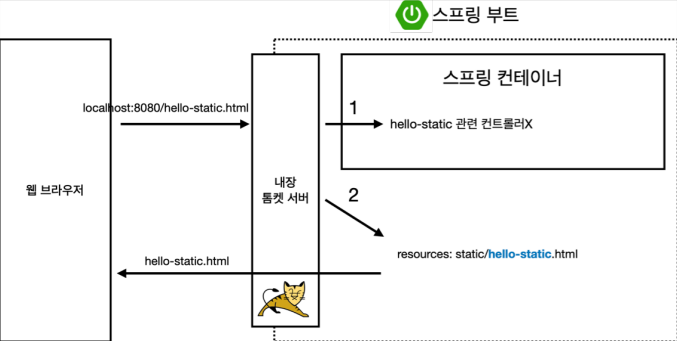 스프링 부트
스프링 컨테이너
localhost:8080/hello-static.html
1
hello-static 관련 컨트롤러X
웹 브라우저
내장
톰켓 서버
2
resources: static/hello-static.html
hello-static.html